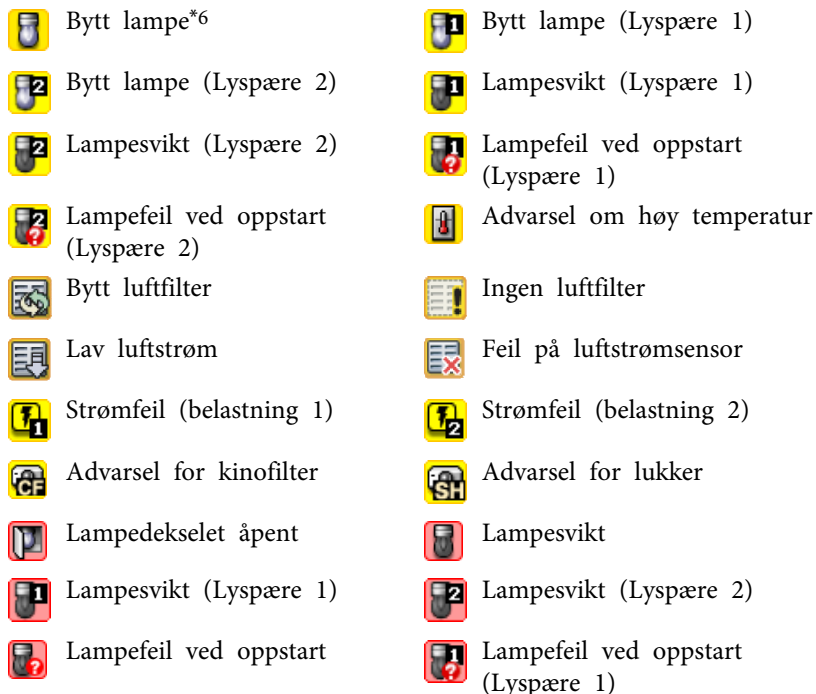 Bytt lampe*6
Bytt lampe (Lyspære 1)
Bytt lampe (Lyspære 2)
Lampesvikt (Lyspære 1)
Lampesvikt (Lyspære 2)
Lampefeil ved oppstart
(Lyspære 1)
Lampefeil ved oppstart
(Lyspære 2)
Advarsel om høy temperatur
Bytt luftfilter
Ingen luftfilter
Lav luftstrøm
Feil på luftstrømsensor
Strømfeil (belastning 1)
Strømfeil (belastning 2)
CF
Advarsel for kinofilter
SH
Advarsel for lukker
Lampedekselet åpent
Lampesvikt
Lampesvikt (Lyspære 1)
Lampesvikt (Lyspære 2)
Lampefeil ved oppstart
Lampefeil ved oppstart
(Lyspære 1)